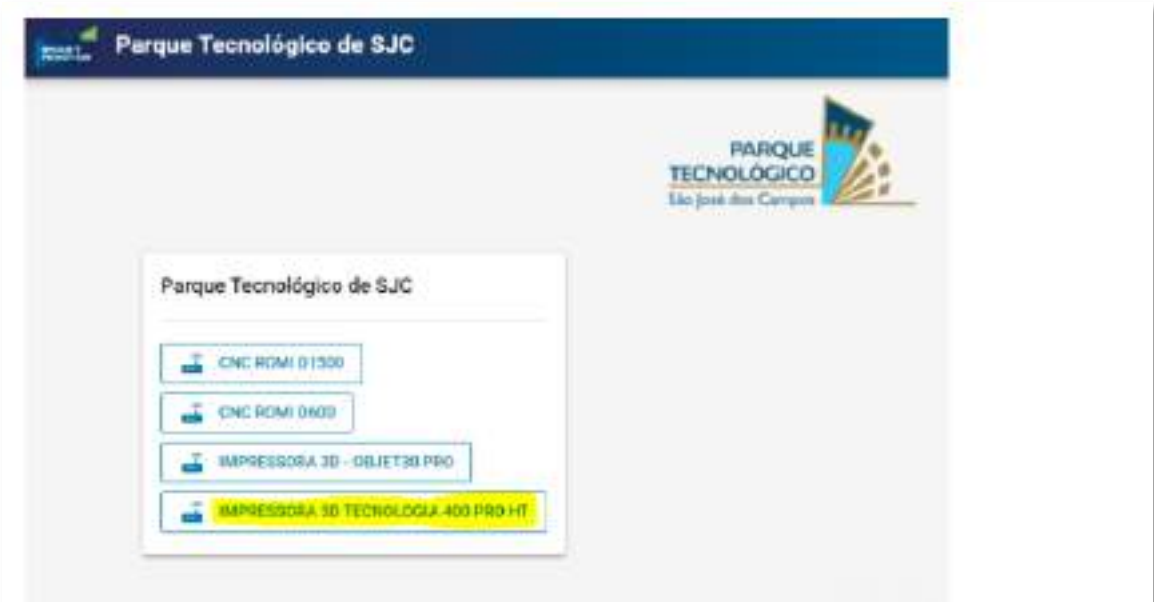 Parque Tecnológico de SJC
PARQUE
TECNOLÓGICO
São José dos Campos
Parque Tecnológico de SJC
CNC ROMI D1500
CNC ROMI D600
IMPRESSORA 3D - OBJET30 PRO
IMPRESSORA 3D TECNOLOGIA 400 PRO HT